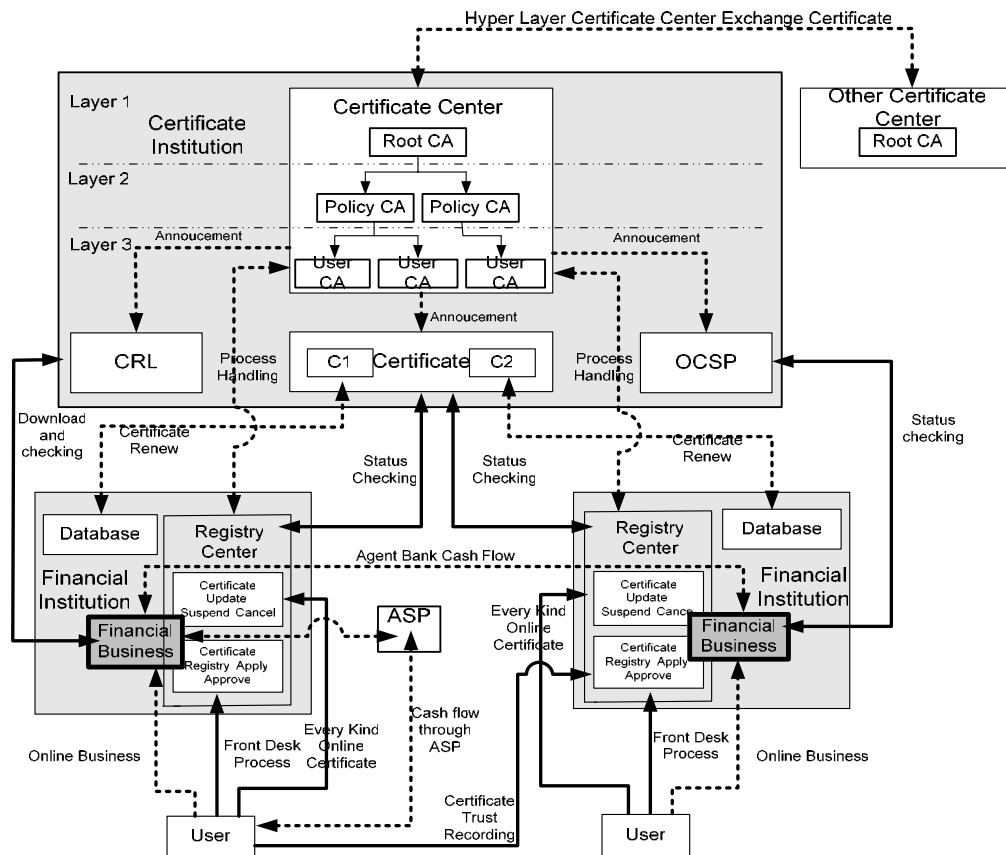 Hyper Layer Certificate Center Exchange Certificate
Layer 1
Certificate
Institution
Certificate Center
Root CA
Other Certificate
Center
Root CA
Layer 2
Policy CA
Policy CA
Layer 3
Annoucement
Annoucement
User
CA
User
CA
User
CA
Annoucement
CRL
Process
Handling
C1
Certificate
C2
Process
Handling
OCSP
Download
and
checking
Certificate
Renew
Status
Checking
Status
Checking
Certificate
Renew
Status
checking
Database
Registry
Center
Financial
Institution
Certificate
Update
Suspend Cancel
Financial
Business
Certificate
Registry Apply
Approve
Agent Bank Cash Flow
ASP
Every Kind
Online
Certificate
Registry
Center
Database
Financial
Institution
Certificate
Update
Suspend Cance
Financial
Business
Certificate
Registry Apply
Approve
Online Business
Front Desk
Process
Every Kind
Online
Certificate
Cash flow
through
ASP
Front Desk
Process
Online Business
Certificate
Trust
Recording
User
User